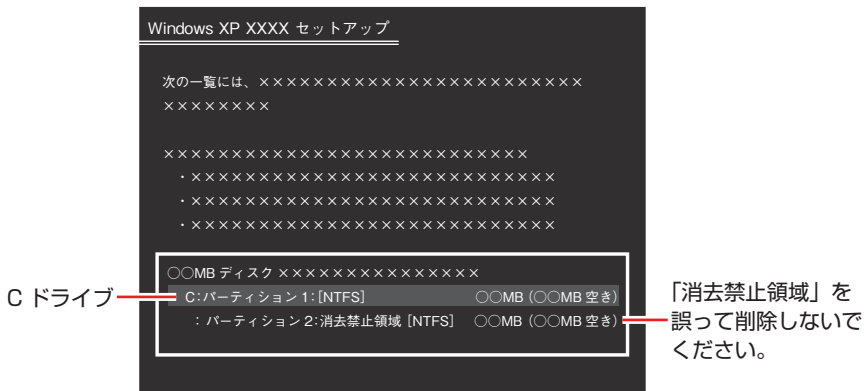 Windows XP XXXX セットアップ
次の一覧には、××××××××××××××××××××××××
××××××××
×××××××××××××××××××××××××××
・×××××××××××××××××××××××××××
・×××××××××××××××××××××××××××
・×××××××××××××××××××××××××××
○○MB ディスク ×××××××××××××××
C:パーティション 1:[NTFS] ○○MB（○○MB 空き）
: パーティション 2:消去禁止領域 [NTFS] ○○MB（○○MB 空き）
C ドライブ
「消去禁止領域」を
誤って削除しないで
ください。